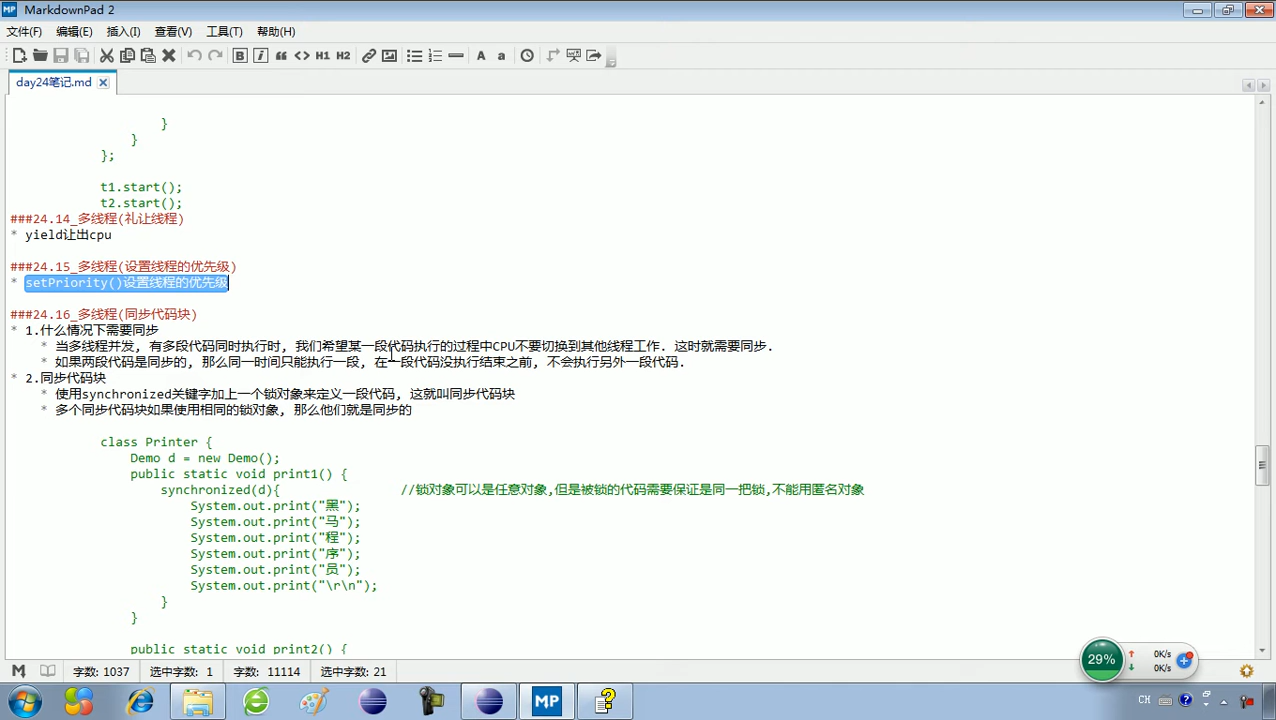 MarkdownPad 2
文件(F) 编辑(E) 插入(I) 查看(V) 工具(T) 帮助(H)
B I “ <> H1 H2 A a
day24笔记.md
}
}
};
t1.start();
t2.start();
###24.14_多线程(礼让线程)
* yield让出cpu
###24.15_多线程(设置线程的优先级)
* setPriority()设置线程的优先级
###24.16_多线程(同步代码块)
* 1.什么情况下需要同步
* 当多线程并发, 有多段代码同时执行时, 我们希望某一段代码执行的过程中CPU不要切换到其他线程工作. 这时就需要同步.
* 如果两段代码是同步的, 那么同一时间只能执行一段, 在一段代码没执行结束之前, 不会执行另外一段代码.
* 2.同步代码块
* 使用synchronized关键字加上一个锁对象来定义一段代码, 这就叫同步代码块
* 多个同步代码块如果使用相同的锁对象, 那么他们就是同步的
class Printer {
Demo d = new Demo();
public static void print1() {
synchronized(d){ //锁对象可以是任意对象,但是被锁的代码需要保证是同一把锁,不能用匿名对象
System.out.print("黑");
System.out.print("马");
System.out.print("程");
System.out.print("序");
System.out.print("员");
System.out.print("\r\n");
}
}
public static void print2() {
字数: 1037 选中字数: 1 字数: 11114 选中字数: 21
29% 0K/s
0K/s
MP CH